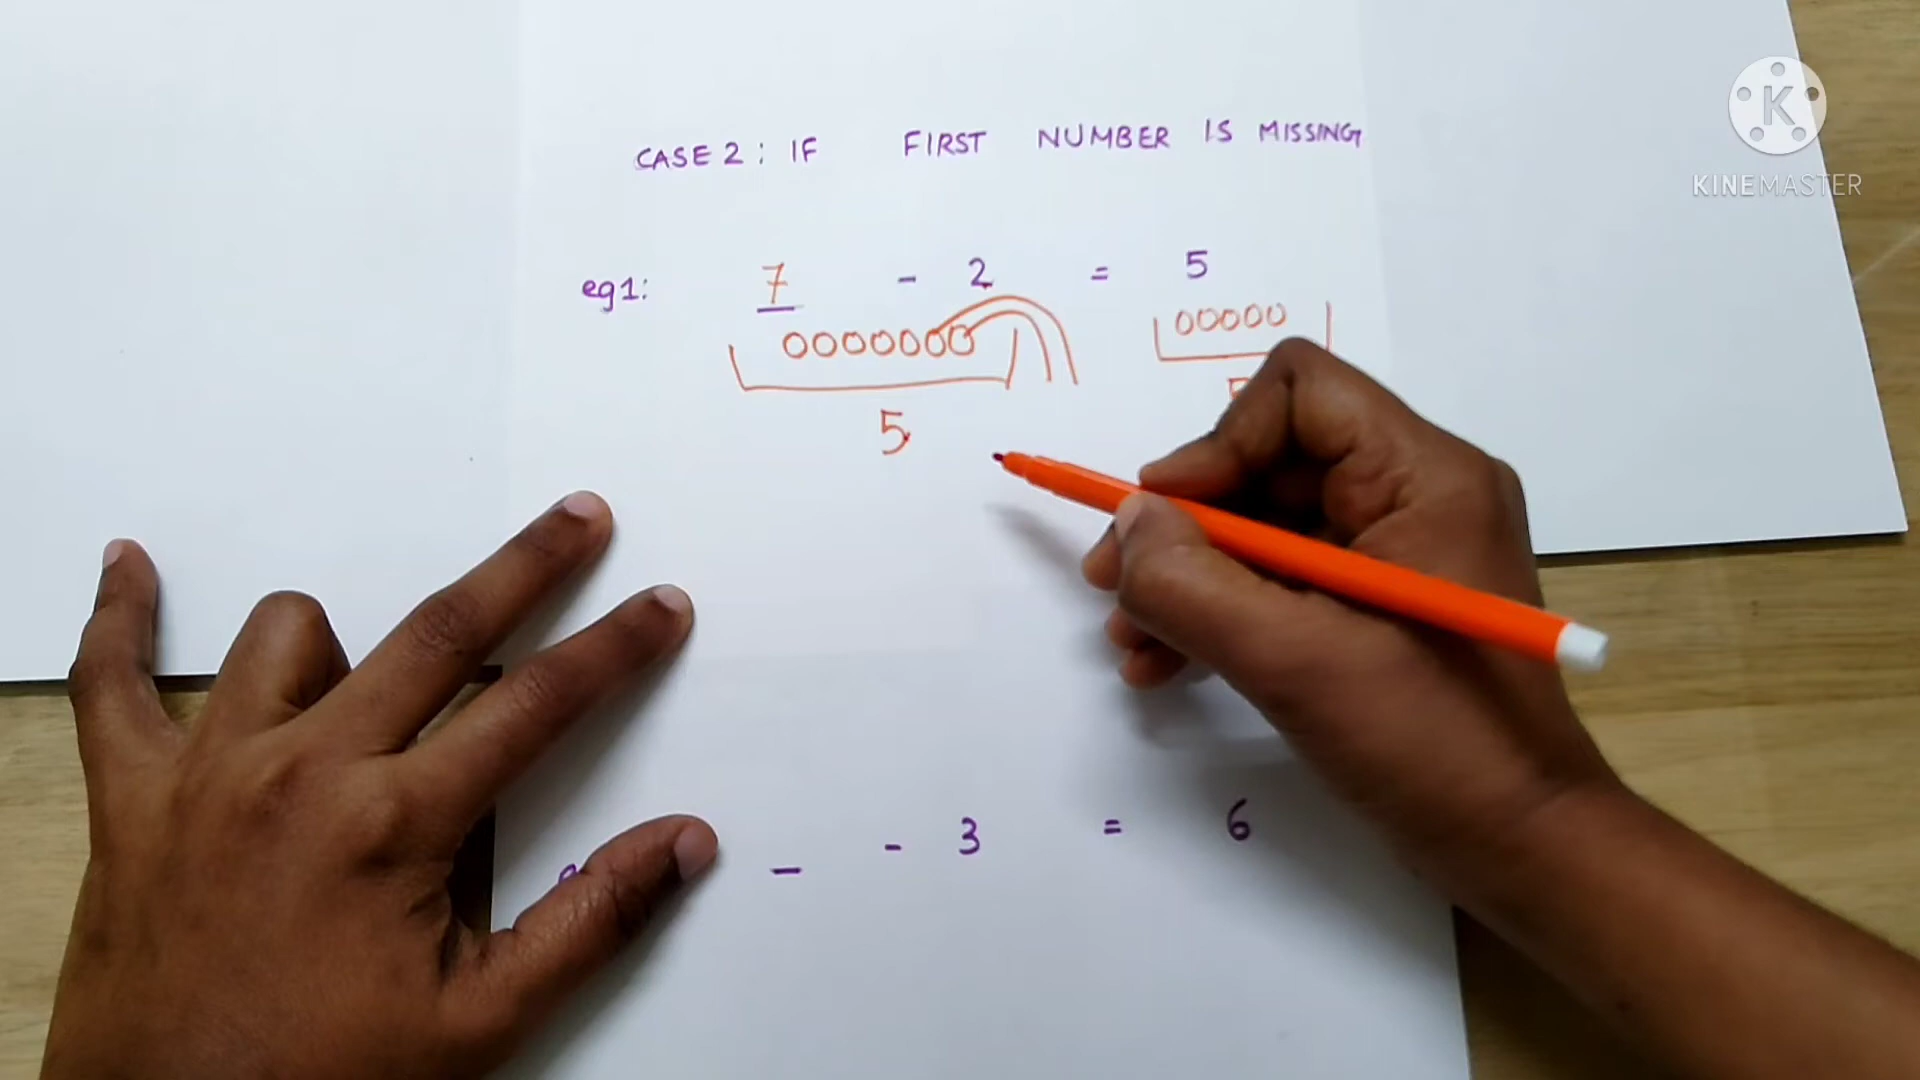 CASE 2: IF FIRST NUMBER IS MISSING
K
KINEMASTER
eg1: 7 - 2 = 5
0000000 00000
5
_ - 3 = 6